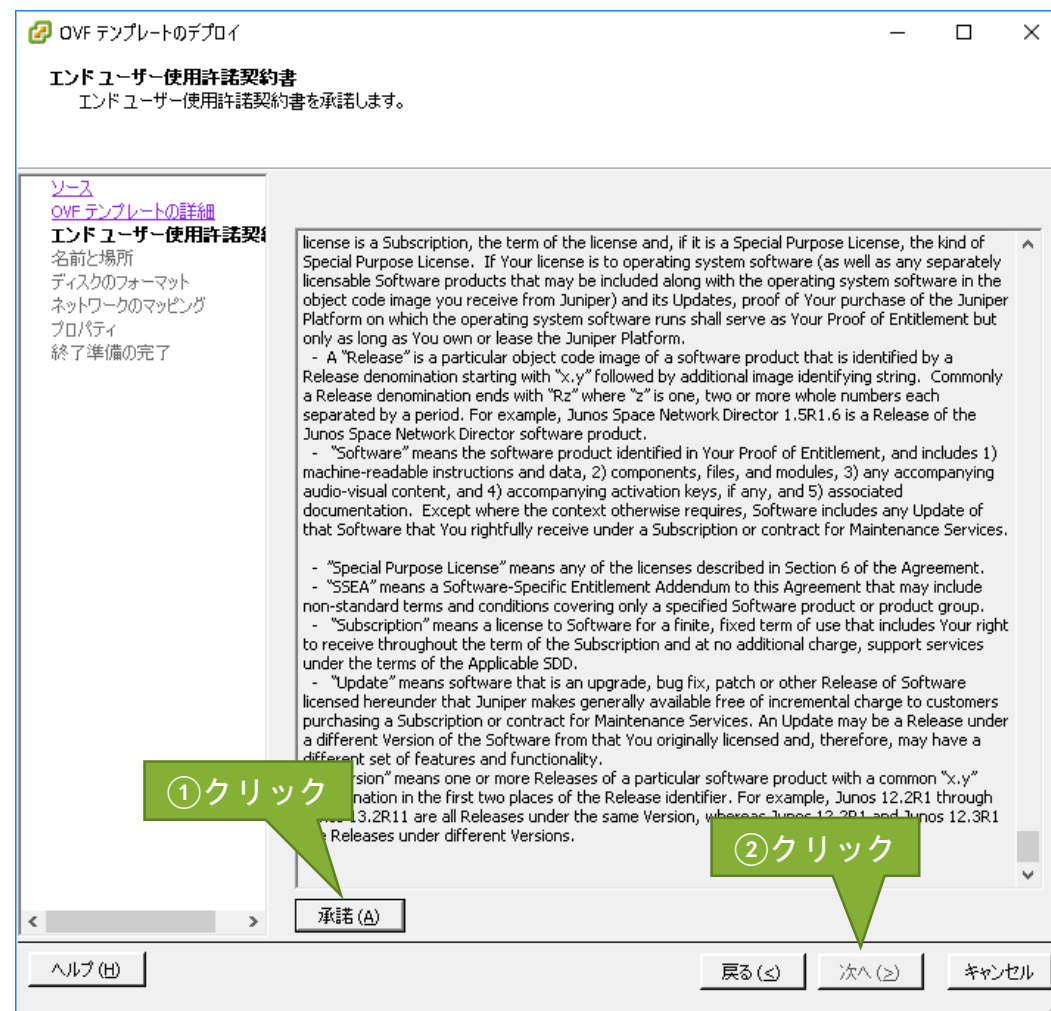 OVF テンプレートのデプロイ
エンド ユーザー使用許諾契約書
エンド ユーザー使用許諾契約書を承諾します。
ソース
OVF テンプレートの詳細
エンド ユーザー使用許諾契
名前と場所
ディスクのフォーマット
ネットワークのマッピング
プロパティ
終了準備の完了
license is a Subscription, the term of the license and, if it is a Special Purpose License, the kind of
Special Purpose License.  If Your license is to operating system software (as well as any separately
licensable Software products that may be included along with the operating system software in the
object code image you receive from Juniper) and its Updates, proof of Your purchase of the Juniper
Platform on which the operating system software runs shall serve as Your Proof of Entitlement but
only as long as You own or lease the Juniper Platform.
- A "Release" is a particular object code image of a software product that is identified by a
Release denomination starting with "x.y" followed by additional image identifying string.  Commonly
a Release denomination ends with "Rz" where "z" is one, two or more whole numbers each
separated by a period. For example, Junos Space Network Director 1.5R1.6 is a Release of the
Junos Space Network Director software product.
-  "Software" means the software product identified in Your Proof of Entitlement, and includes 1)
machine-readable instructions and data, 2) components, files, and modules, 3) any accompanying
audio-visual content, and 4) accompanying activation keys, if any, and 5) associated
documentation.  Except where the context otherwise requires, Software includes any Update of
that Software that You rightfully receive under a Subscription or contract for Maintenance Services.
-  "Special Purpose License" means any of the licenses described in Section 6 of the Agreement.
-  "SSEA" means a Software-Specific Entitlement Addendum to this Agreement that may include
non-standard terms and conditions covering only a specified Software product or product group.
-  "Subscription" means a license to Software for a finite, fixed term of use that includes Your right
to receive throughout the term of the Subscription and at no additional charge, support services
under the terms of the Applicable SDD.
-  "Update" means software that is an upgrade, bug fix, patch or other Release of Software
licensed hereunder that Juniper makes generally available free of incremental charge to customers
purchasing a Subscription or contract for Maintenance Services. An Update may be a Release under
a different Version of the Software from that You originally licensed and, therefore, may have a
different set of features and functionality.
rsion" means one or more Releases of a particular software product with a common "x.y"
nation in the first two places of the Release identifier. For example, Junos 12.2R1 through
13.2R11 are all Releases under the same Version, whereas Junos 12.2R1 and Junos 12.3R1
Releases under different Versions.
①クリック
②クリック
承諾(A)
ヘルプ(H)
戻る(≤)
次へ(≥)
キャンセル